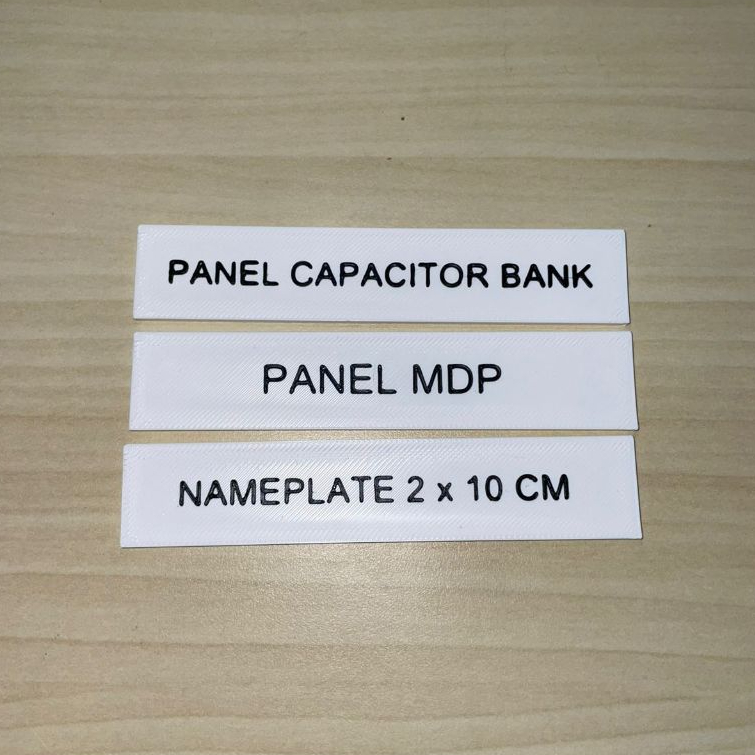 PANEL CAPACITOR BANK
PANEL MDP
NAMEPLATE 2 x 10 CM